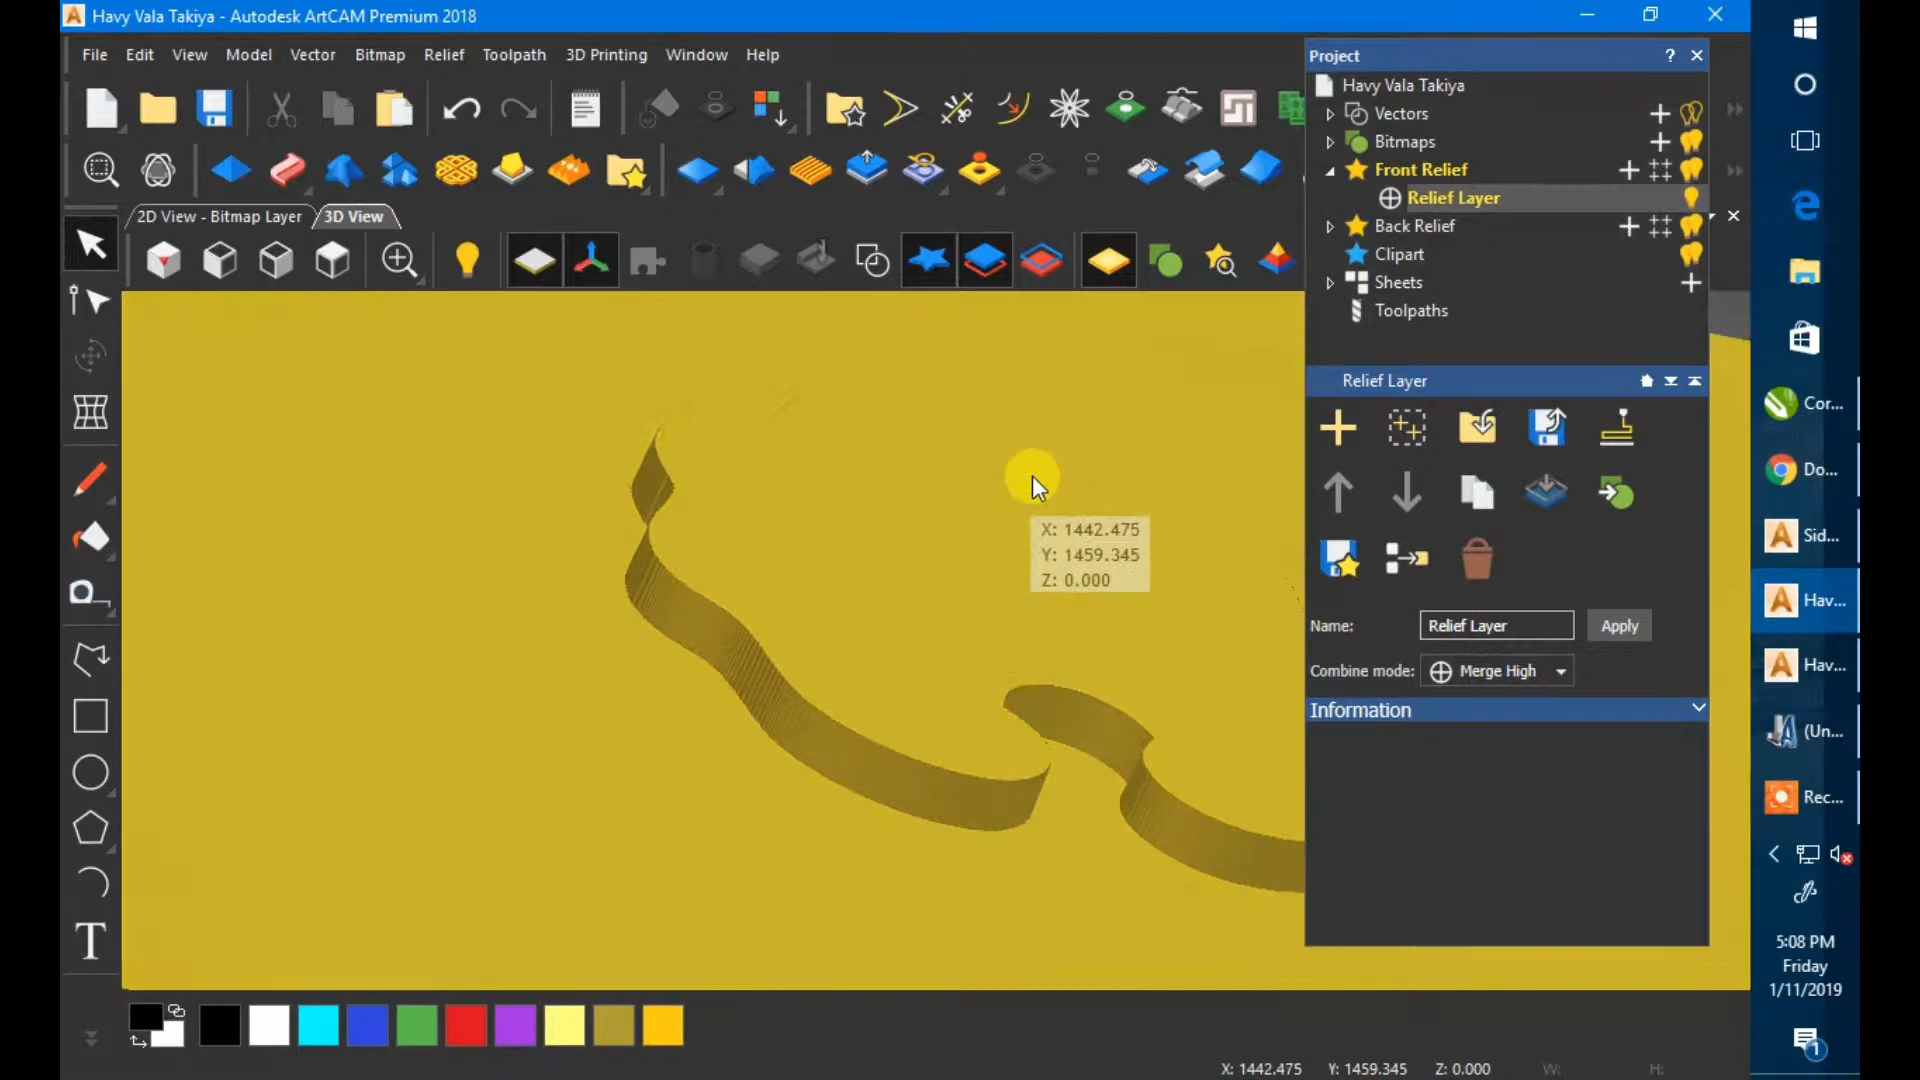 Havy Vala Takiya - Autodesk ArtCAM Premium 2018
File Edit View Model Vector Bitmap Relief Toolpath 3D Printing Window Help
2D View - Bitmap Layer 3D View
X: 1442.475
Y: 1459.345
Z: 0.000
Project
Havy Vala Takiya
Vectors
Bitmaps
Front Relief
Relief Layer
Back Relief
Clipart
Sheets
Toolpaths
Relief Layer
Name: Relief Layer Apply
Combine mode: Merge High
Information
T
X: 1442.475 Y: 1459.345 Z: 0.000 W: H:
Cor...
Do...
Sid...
Hav...
Hav...
(Un...
Rec...
5:08 PM
Friday
1/11/2019
1